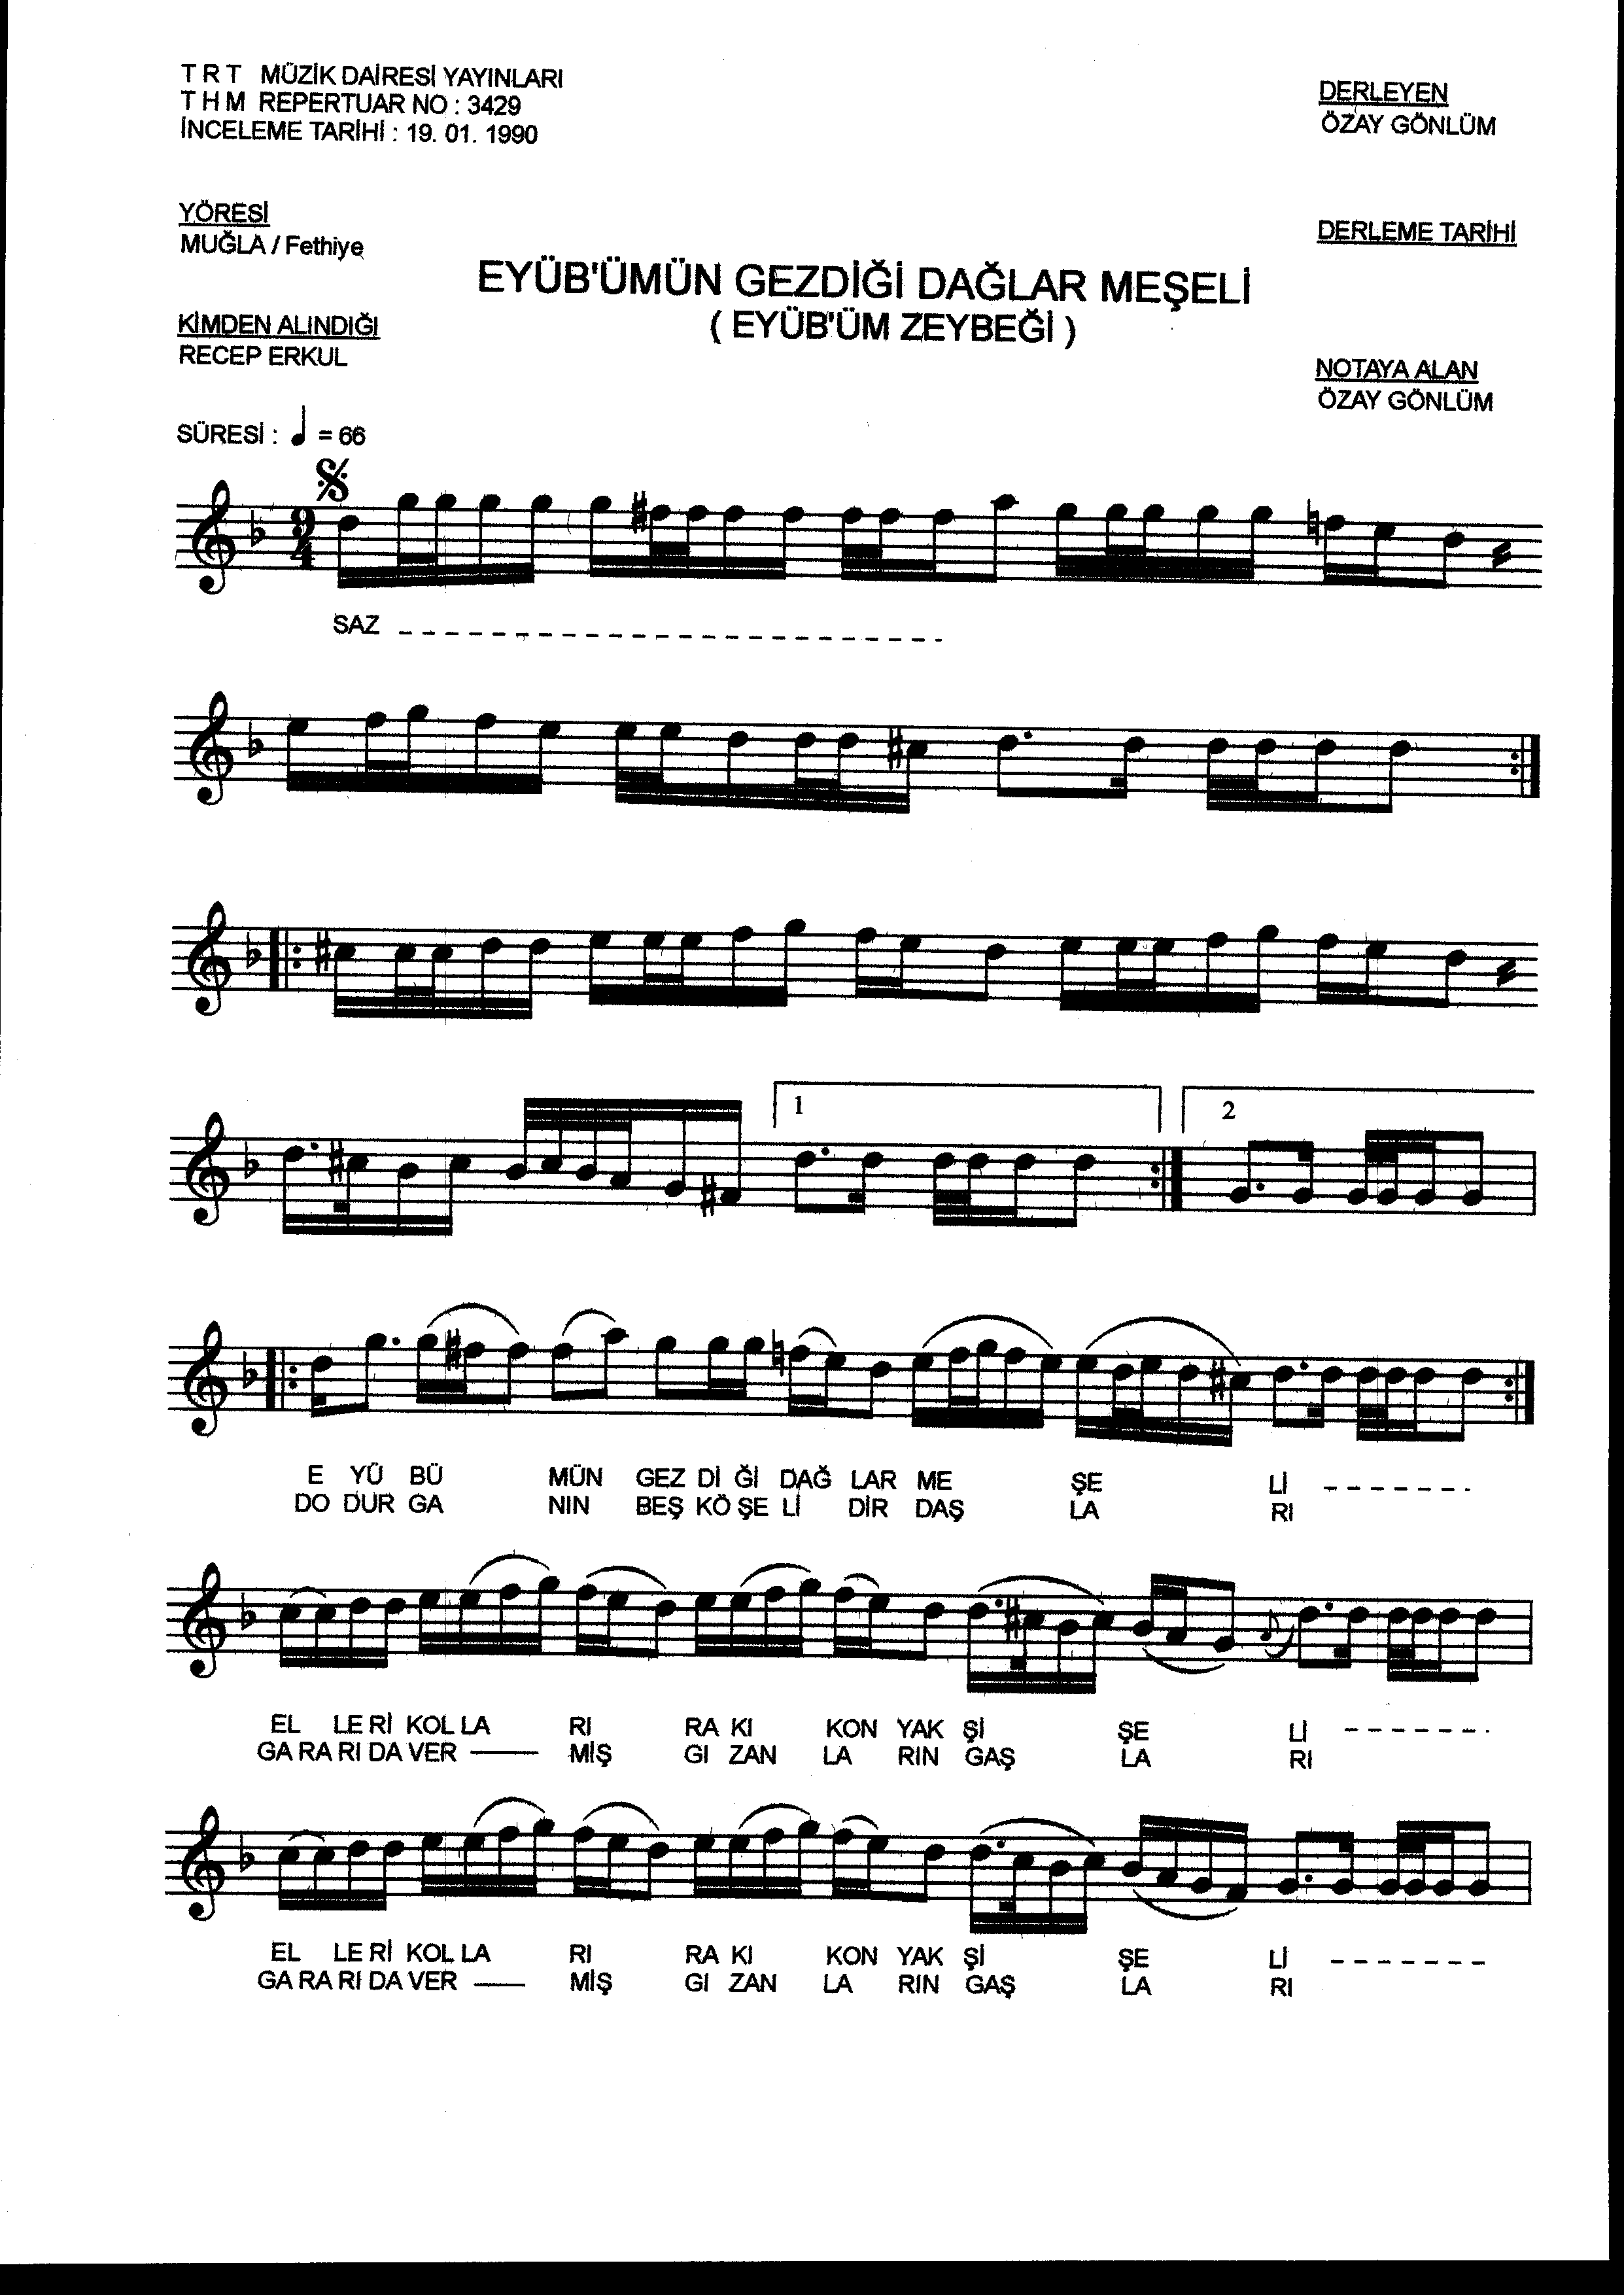 T R T MÜZİK DAİRESİ YAYINLARI
T H M REPERTUAR NO : 3429
İNCELEME TARİHİ : 19. 01. 1990
DERLEYEN
ÖZAY GÖNLÜM
YÖRESİ
MUĞLA / Fethiye
DERLEME TARİHİ
EYÜB'ÜMÜN GEZDİĞİ DAĞLAR MEŞELİ
( EYÜB'ÜM ZEYBEĞİ )
KİMDEN ALINDIĞI
RECEP ERKUL
NOTAYA ALAN
ÖZAY GÖNLÜM
SÜRESİ : ♩ = 66
9
4
SAZ _ _ _ _ _ _ _ _ _ _ _ _ _ _ _ _ _ _ _ _ _ _ _ _
1
2
E YÜ BÜ MÜN GEZ Dİ Ğİ DAĞ LAR ME ŞE Lİ - - - - - - -
DO DUR GA NIN BEŞ KÖ ŞE Lİ DİR DAŞ LA RI
EL LE Rİ KOL LA RI RA KI KON YAK Şİ ŞE Lİ - - - - - - -
GA RA RI DA VER —— MİŞ GI ZAN LA RIN GAŞ LA RI
EL LE Rİ KOL LA RI RA KI KON YAK Şİ ŞE Lİ - - - - - - -
GA RA RI DA VER —— MİŞ GI ZAN LA RIN GAŞ LA RI